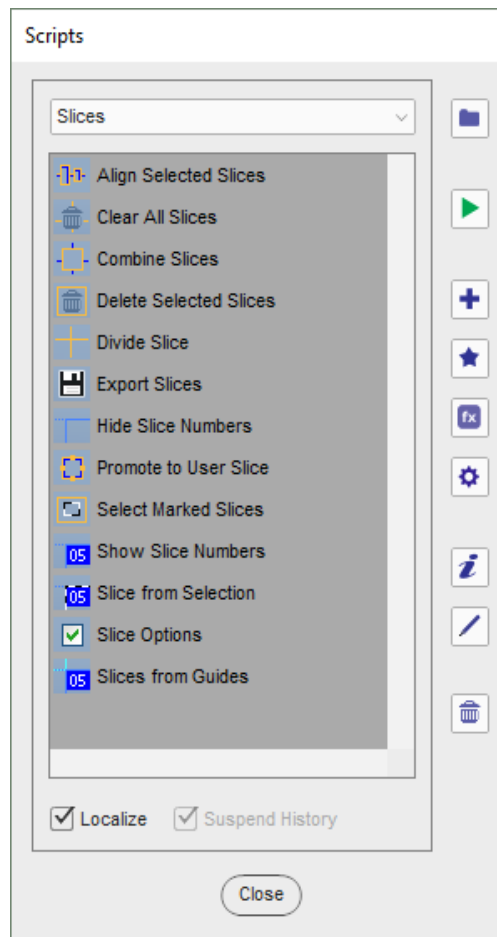 Scripts
Slices
Align Selected Slices
Clear All Slices
Combine Slices
Delete Selected Slices
Divide Slice
Export Slices
Hide Slice Numbers
Promote to User Slice
Select Marked Slices
05 Show Slice Numbers
05 Slice from Selection
Slice Options
05 Slices from Guides
fx
i
Localize Suspend History
Close